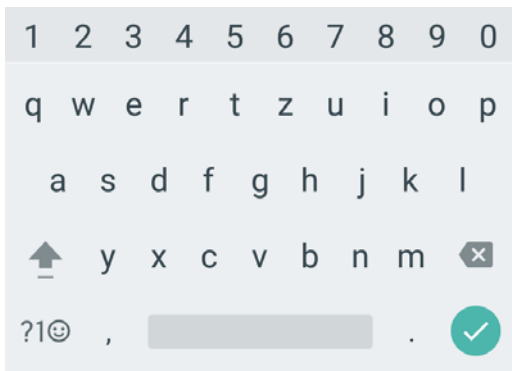 1 2 3 4 5 6 7 8 9 0
q w e r t z u i o p
a s d f g h j k l
y x c v b n m
?1☺ , .